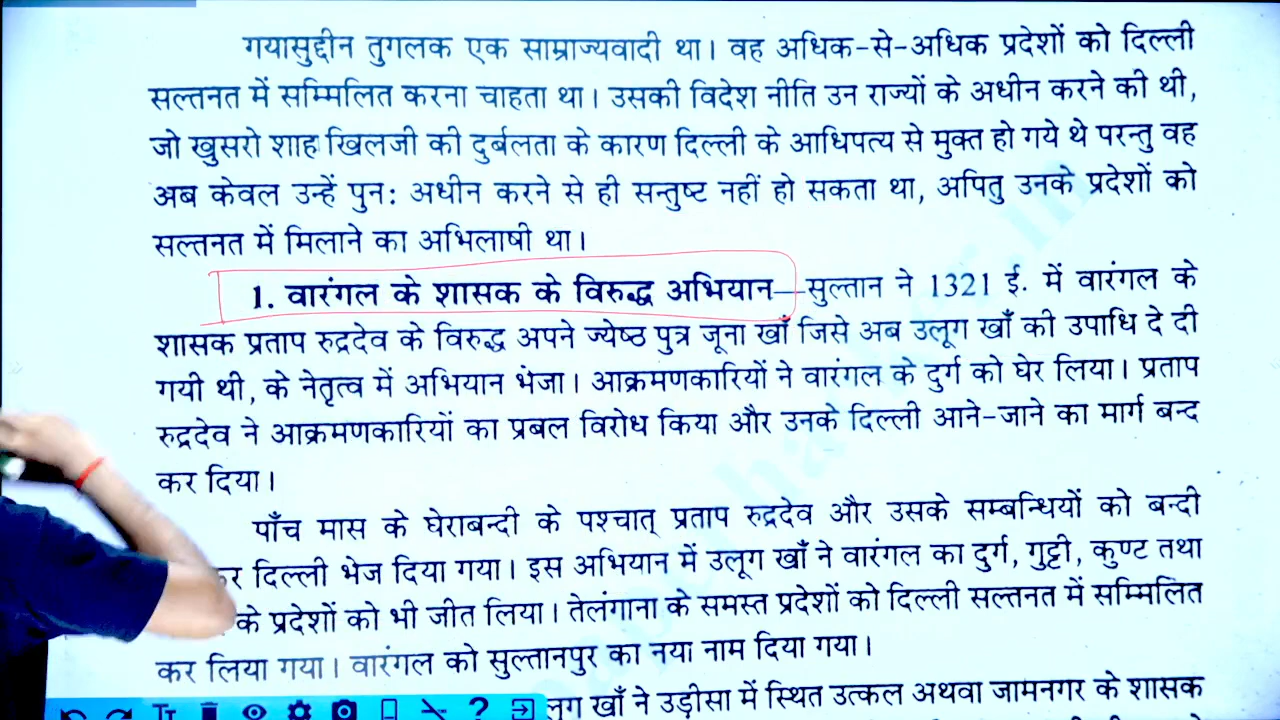 गयासुद्दीन तुगलक एक साम्राज्यवादी था। वह अधिक-से-अधिक प्रदेशों को दिल्ली
सल्तनत में सम्मिलित करना चाहता था। उसकी विदेश नीति उन राज्यों के अधीन करने की थी,
जो खुसरो शाह खिलजी की दुर्बलता के कारण दिल्ली के आधिपत्य से मुक्त हो गये थे परन्तु वह
अब केवल उन्हें पुनः अधीन करने से ही सन्तुष्ट नहीं हो सकता था, अपितु उनके प्रदेशों को
सल्तनत में मिलाने का अभिलाषी था।
1. वारंगल के शासक के विरुद्ध अभियान—सुल्तान ने 1321 ई. में वारंगल के
शासक प्रताप रुद्रदेव के विरुद्ध अपने ज्येष्ठ पुत्र जूना खाँ जिसे अब उलूग खाँ की उपाधि दे दी
गयी थी, के नेतृत्व में अभियान भेजा। आक्रमणकारियों ने वारंगल के दुर्ग को घेर लिया। प्रताप
रुद्रदेव ने आक्रमणकारियों का प्रबल विरोध किया और उनके दिल्ली आने-जाने का मार्ग बन्द
कर दिया।
पाँच मास के घेराबन्दी के पश्चात् प्रताप रुद्रदेव और उसके सम्बन्धियों को बन्दी
दिल्ली भेज दिया गया। इस अभियान में उलूग खाँ ने वारंगल का दुर्ग, गुट्टी, कुण्ट तथा
के प्रदेशों को भी जीत लिया। तेलंगाना के समस्त प्रदेशों को दिल्ली सल्तनत में सम्मिलित
कर लिया गया। वारंगल को सुल्तानपुर का नया नाम दिया गया।
खाँ ने उड़ीसा में स्थित उत्कल अथवा जामनगर के शासक